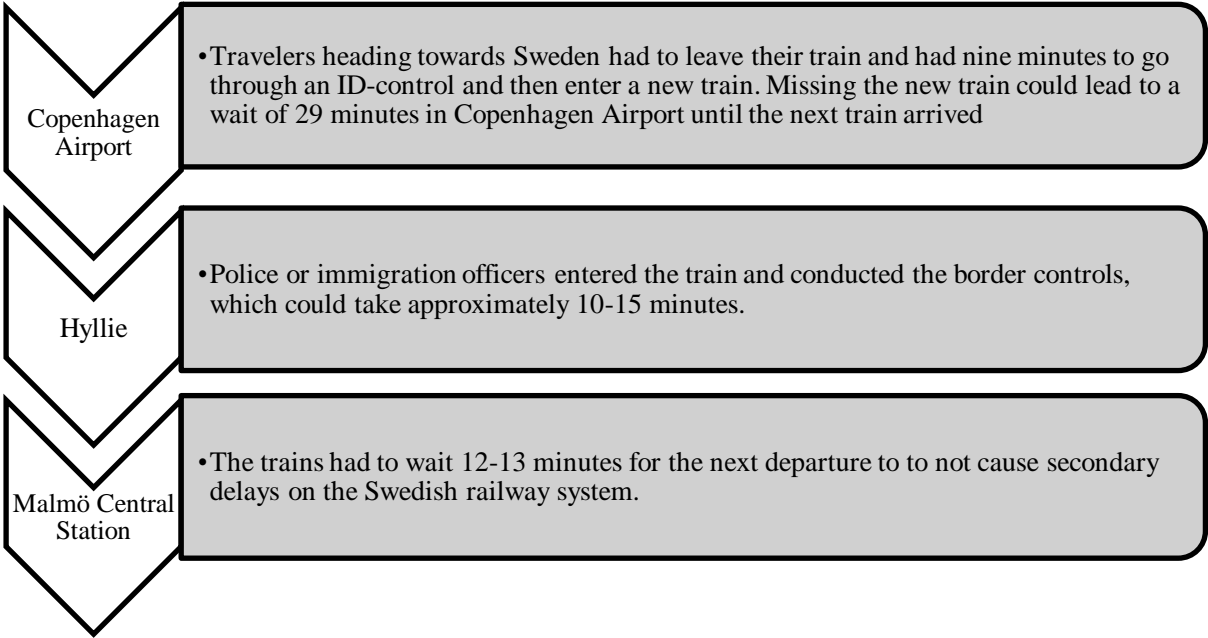 Copenhagen
Airport
•Travelers heading towards Sweden had to leave their train and had nine minutes to go
through an ID-control and then enter a new train. Missing the new train could lead to a
wait of 29 minutes in Copenhagen Airport until the next train arrived
Hyllie
•Police or immigration officers entered the train and conducted the border controls,
which could take approximately 10-15 minutes.
Malmö Central
Station
•The trains had to wait 12-13 minutes for the next departure to to not cause secondary
delays on the Swedish railway system.